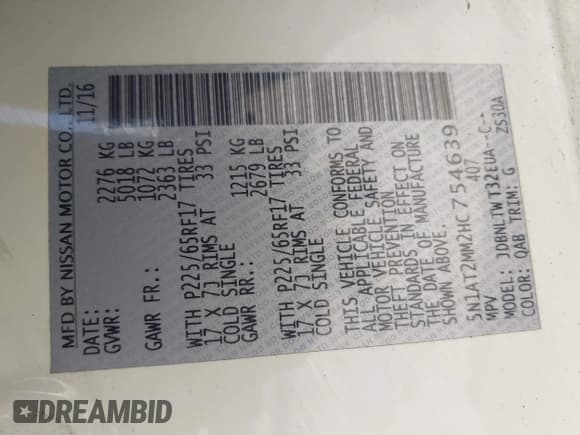 MFD BY NISSAN MOTOR CO., LTD.
DATE: 11/16
GVWR: 2276 KG
5018 LB
GAWR FR.: 1072 KG
2363 LB
WITH P225/65RF17 TIRES
17 X 7J RIMS AT 33 PSI
COLD SINGLE
GAWR RR.: 1215 KG
2679 LB
WITH P225/65RF17 TIRES
17 X 7J RIMS AT 33 PSI
COLD SINGLE
THIS VEHICLE CONFORMS TO
ALL APPLICABLE FEDERAL
MOTOR VEHICLE SAFETY AND
THEFT PREVENTION
STANDARDS IN EFFECT ON
THE DATE OF MANUFACTURE
SHOWN ABOVE.
5N1AT2MM2HC754639
MPV 407
MODEL: JDBNLTWT32EUA--C-•
COLOR: QAB TRIM: G ZS30A
DREAMBID